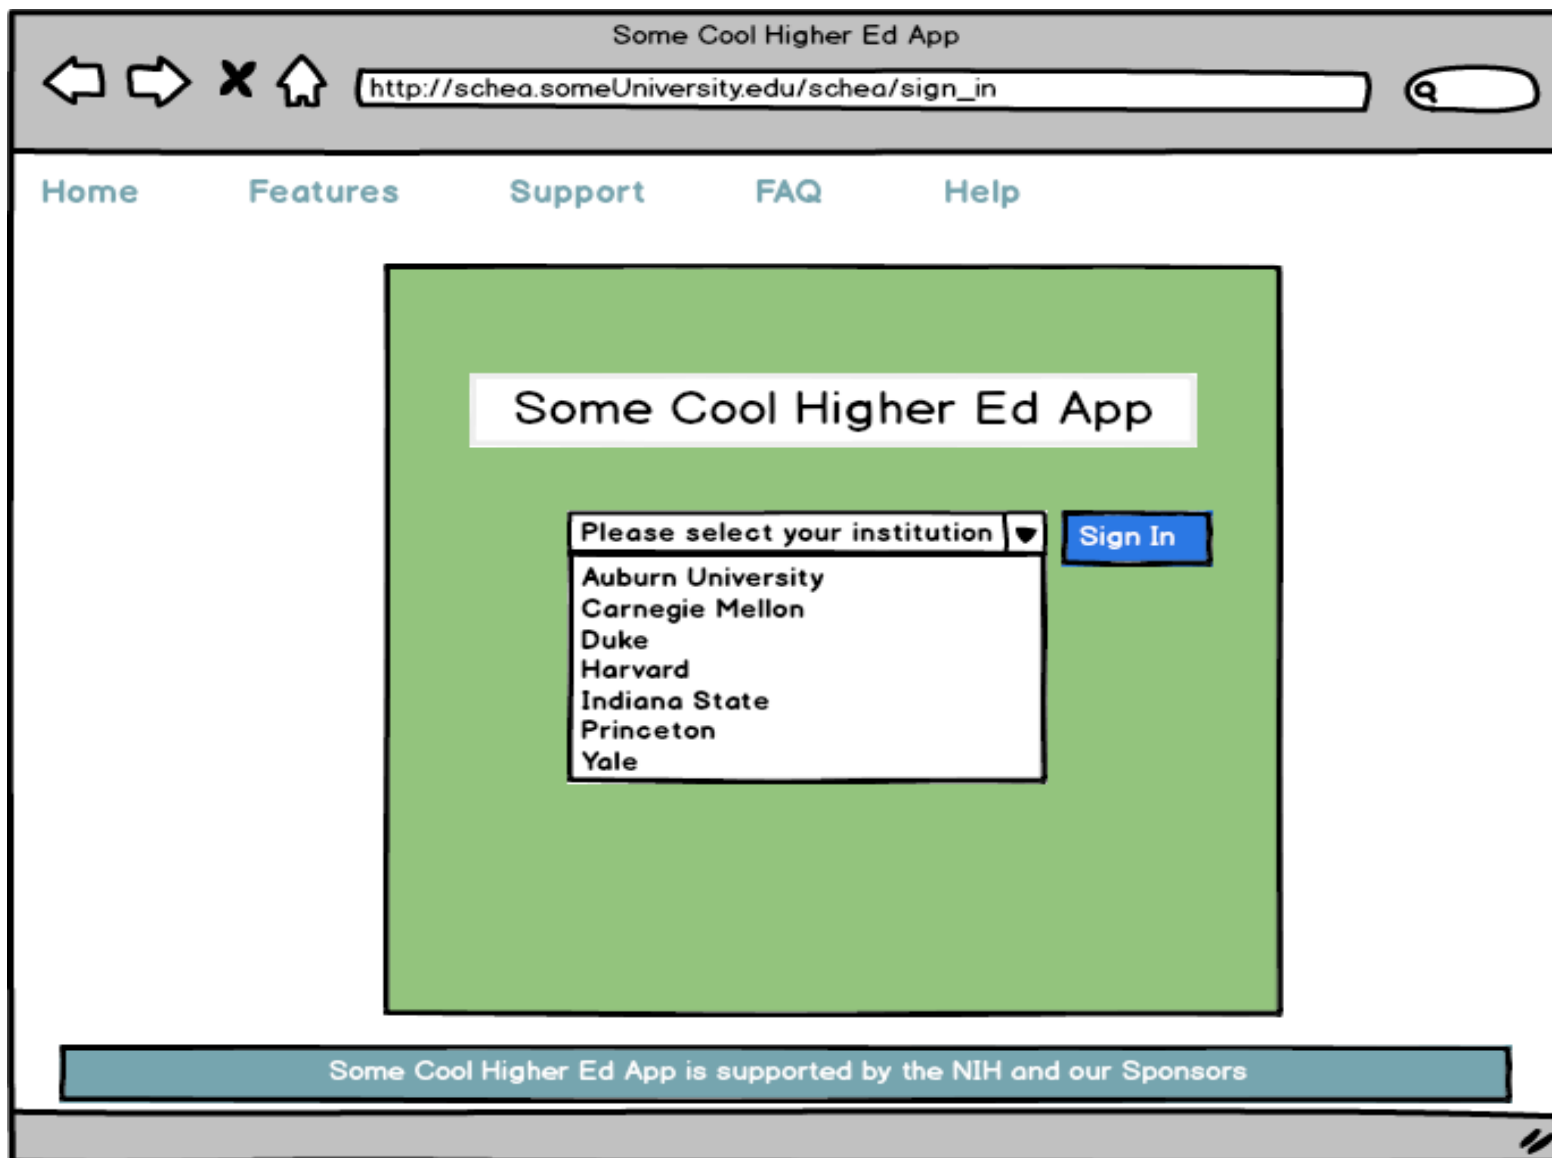 Some Cool Higher Ed App
http://schea.someUniversity.edu/schea/sign_in
Home Features Support FAQ Help
Some Cool Higher Ed App
Please select your institution Sign In
Auburn University
Carnegie Mellon
Duke
Harvard
Indiana State
Princeton
Yale
Some Cool Higher Ed App is supported by the NIH and our Sponsors